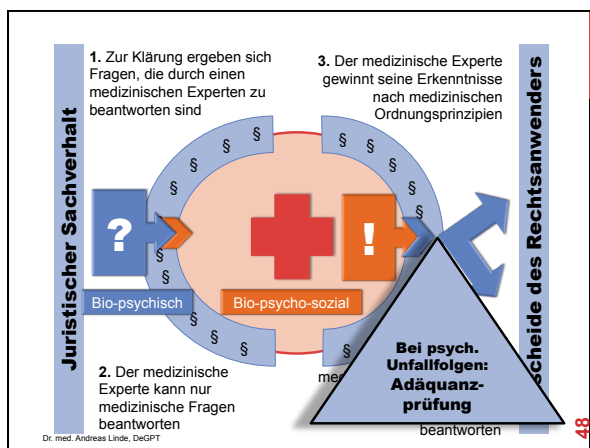 1. Zur Klärung ergeben sich
Fragen, die durch einen
medizinischen Experten zu
beantworten sind
3. Der medizinische Experte
gewinnt seine Erkenntnisse
nach medizinischen
Ordnungsprinzipien
Juristischer Sachverhalt
§ § § § § § § §
?
!
Bio-psychisch
Bio-psycho-sozial
§ § § § § § § §
2. Der medizinische
Experte kann nur
medizinische Fragen
beantworten
Bei psych.
Unfallfolgen:
Adäquanz-
prüfung
beantworten
scheide des Rechtsanwenders
Dr. med. Andreas Linde, DeGPT
48